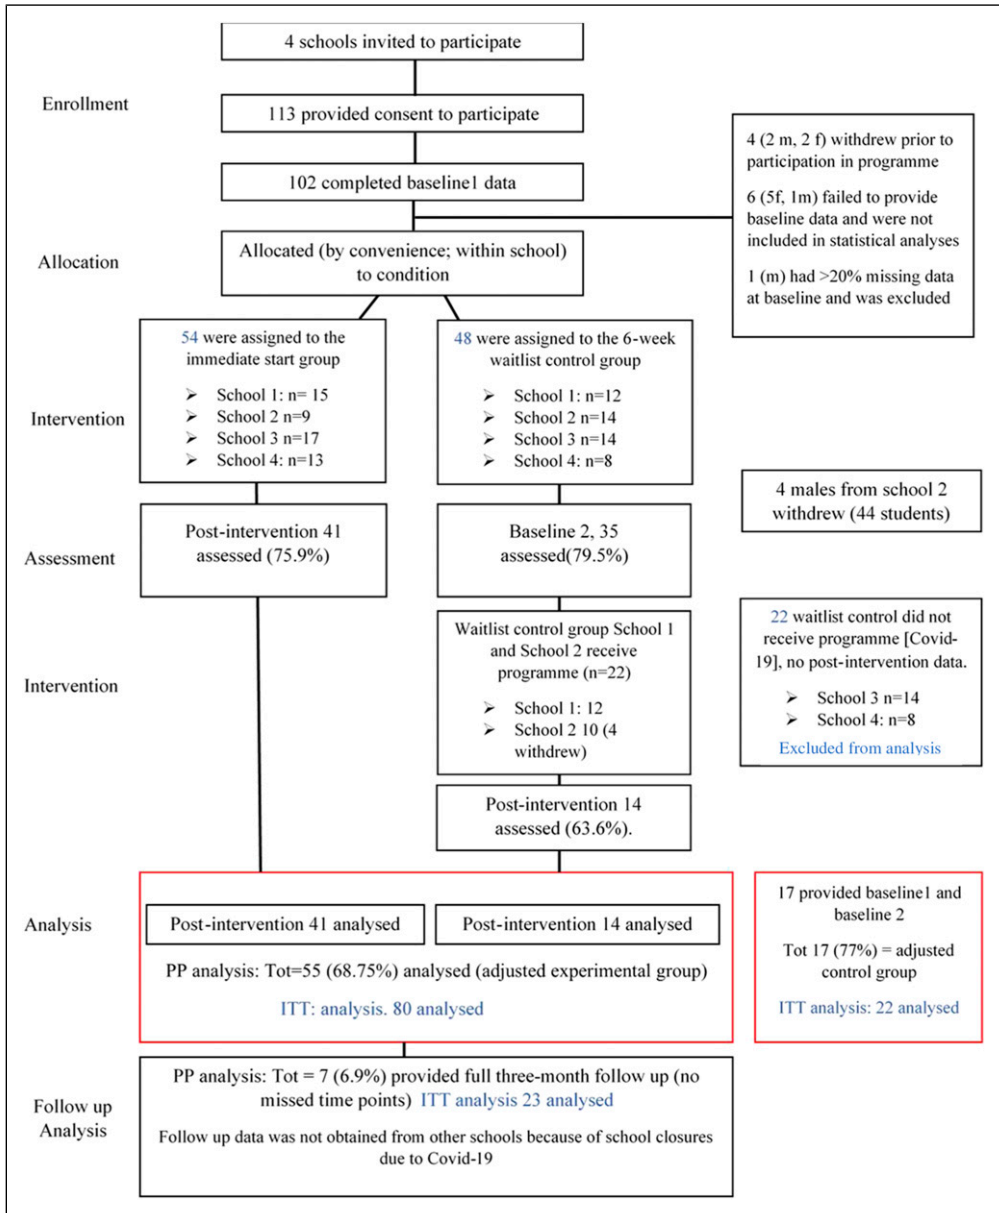 4 schools invited to participate
Enrollment
113 provided consent to participate
102 completed baseline1 data
4 (2 m, 2 f) withdrew prior to
participation in programme
6 (5f, 1m) failed to provide
baseline data and were not
included in statistical analyses
1 (m) had >20% missing data
at baseline and was excluded
Allocation
Allocated (by convenience; within school)
to condition
Intervention
54 were assigned to the
immediate start group
➢ School 1: n= 15
➢ School 2 n=9
➢ School 3 n=17
➢ School 4: n=13
48 were assigned to the 6-week
waitlist control group
➢ School 1: n=12
➢ School 2 n=14
➢ School 3 n=14
➢ School 4: n=8
4 males from school 2
withdrew (44 students)
Assessment
Post-intervention 41
assessed (75.9%)
Baseline 2, 35
assessed(79.5%)
Intervention
Waitlist control group School 1
and School 2 receive
programme (n=22)
➢ School 1: 12
➢ School 2 10 (4
withdrew)
22 waitlist control did not
receive programme [Covid-
19], no post-intervention data.
➢ School 3 n=14
➢ School 4: n=8
Excluded from analysis
Post-intervention 14
assessed (63.6%).
Analysis
Post-intervention 41 analysed
Post-intervention 14 analysed
PP analysis: Tot=55 (68.75%) analysed (adjusted experimental group)
ITT: analysis. 80 analysed
17 provided baseline1 and
baseline 2
Tot 17 (77%) = adjusted
control group
ITT analysis: 22 analysed
Follow up
Analysis
PP analysis: Tot = 7 (6.9%) provided full three-month follow up (no
missed time points) ITT analysis 23 analysed
Follow up data was not obtained from other schools because of school closures
due to Covid-19